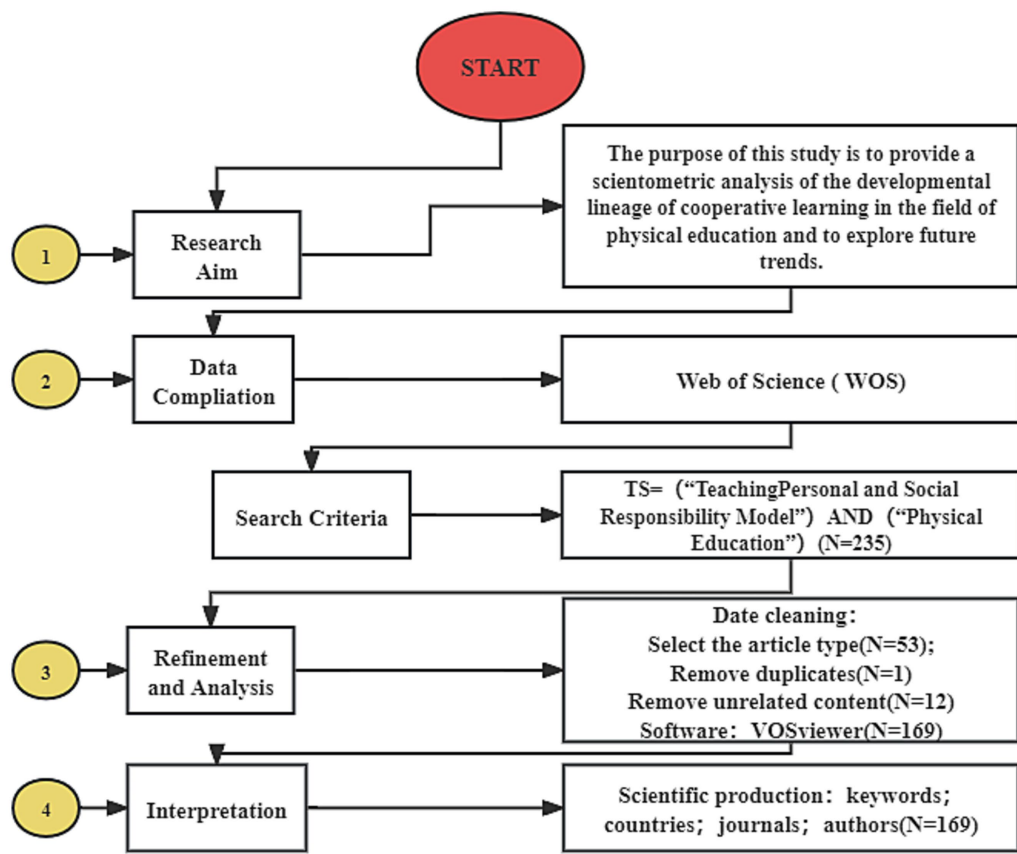 START
The purpose of this study is to provide a
scientometric analysis of the developmental
lineage of cooperative learning in the field of
physical education and to explore future
trends.
1
Research
Aim
2
Data
Compliation
Web of Science ( WOS)
Search Criteria
TS=（“TeachingPersonal and Social
Responsibility Model”）AND（“Physical
Education”）(N=235)
3
Refinement
and Analysis
Date cleaning：
Select the article type(N=53);
Remove duplicates(N=1)
Remove unrelated content(N=12)
Software：VOSviewer(N=169)
4
Interpretation
Scientific production：keywords；
countries；journals；authors(N=169)